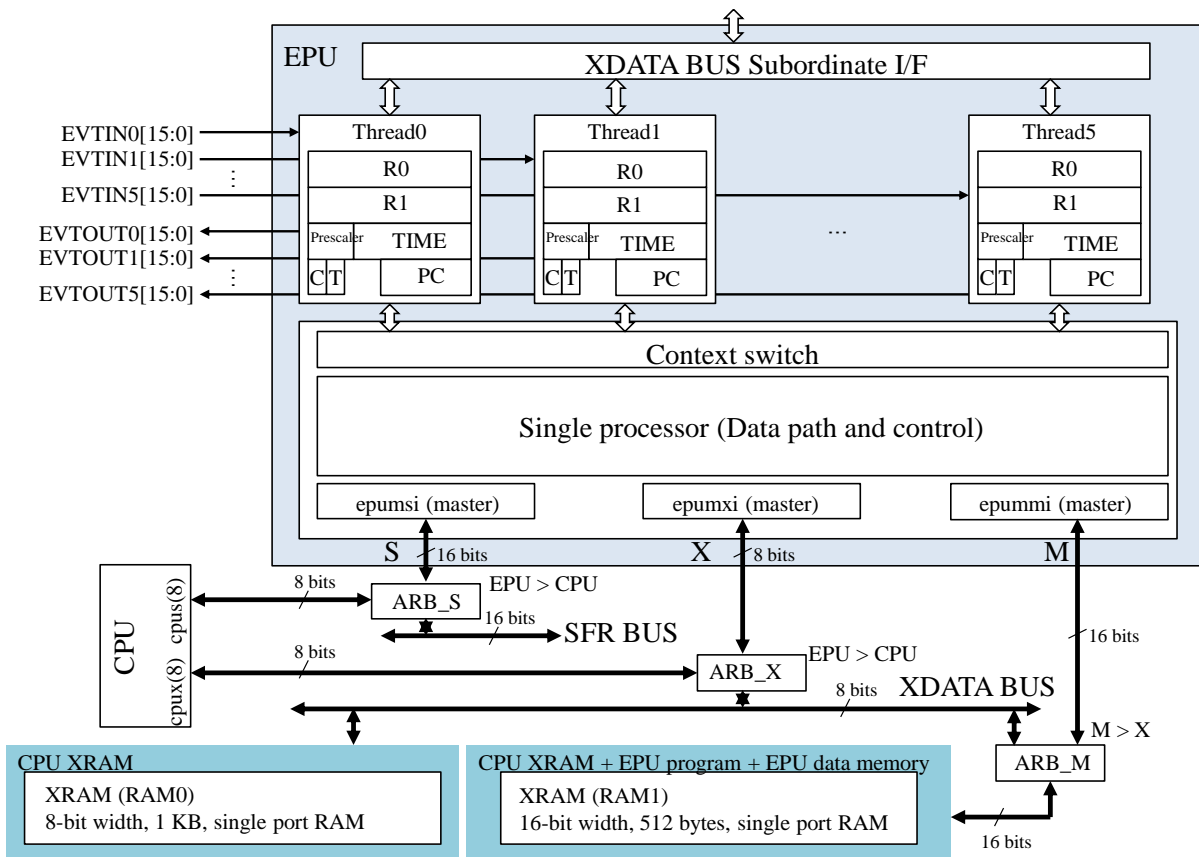 EPU
XDATA BUS Subordinate I/F
EVTIN0[15:0]
EVTIN1[15:0]
⋮
EVTIN5[15:0]
EVTOUT0[15:0]
EVTOUT1[15:0]
⋮
EVTOUT5[15:0]
Thread0
R0
R1
Prescaler
TIME
C
T
PC
Thread1
R0
R1
Prescaler
TIME
C
T
PC
...
Thread5
R0
R1
Prescaler
TIME
C
T
PC
Context switch
Single processor (Data path and control)
epumsi (master)
epumxi (master)
epummi (master)
S
16 bits
X
8 bits
M
CPU
cpus(8)
cpux(8)
8 bits
ARB_S
EPU > CPU
16 bits
SFR BUS
8 bits
ARB_X
EPU > CPU
16 bits
8 bits
XDATA BUS
M > X
ARB_M
16 bits
CPU XRAM
XRAM (RAM0)
8-bit width, 1 KB, single port RAM
CPU XRAM + EPU program + EPU data memory
XRAM (RAM1)
16-bit width, 512 bytes, single port RAM